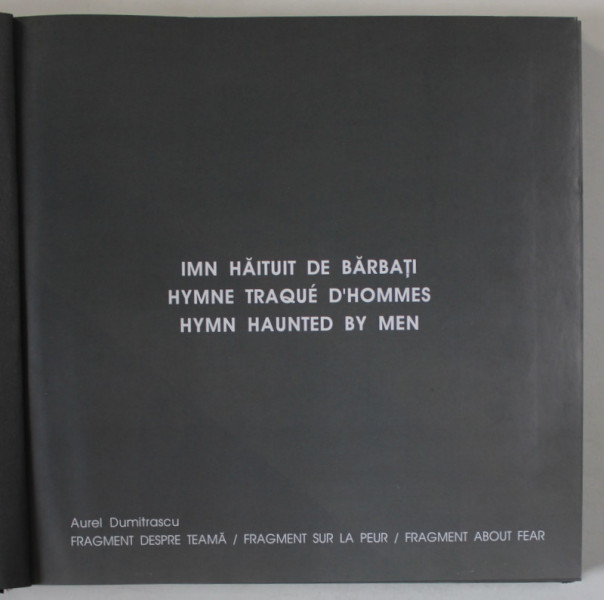 IMN HĂITUIT DE BĂRBAȚI
HYMNE TRAQUÉ D'HOMMES
HYMN HAUNTED BY MEN
Aurel Dumitrascu
FRAGMENT DESPRE TEAMĂ / FRAGMENT SUR LA PEUR / FRAGMENT ABOUT FEAR